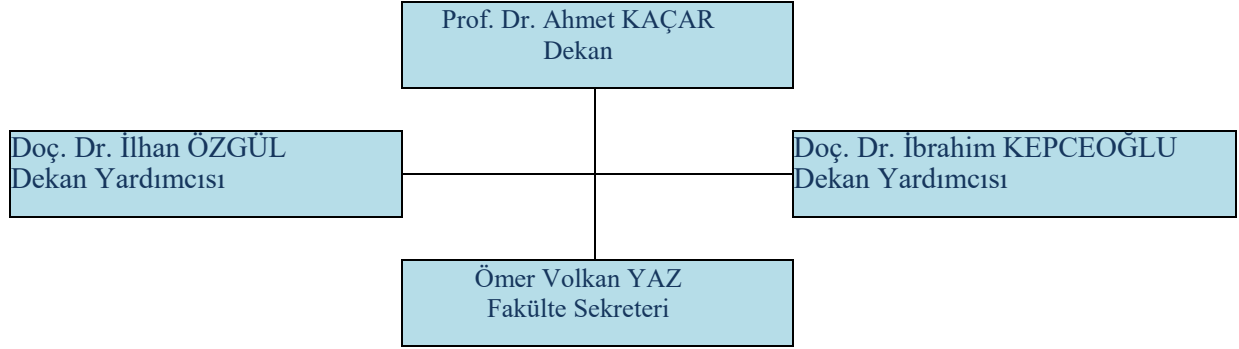 Prof. Dr. Ahmet KAÇAR
Dekan
Doç. Dr. İlhan ÖZGÜL
Dekan Yardımcısı
Doç. Dr. İbrahim KEPCEOĞLU
Dekan Yardımcısı
Ömer Volkan YAZ
Fakülte Sekreteri